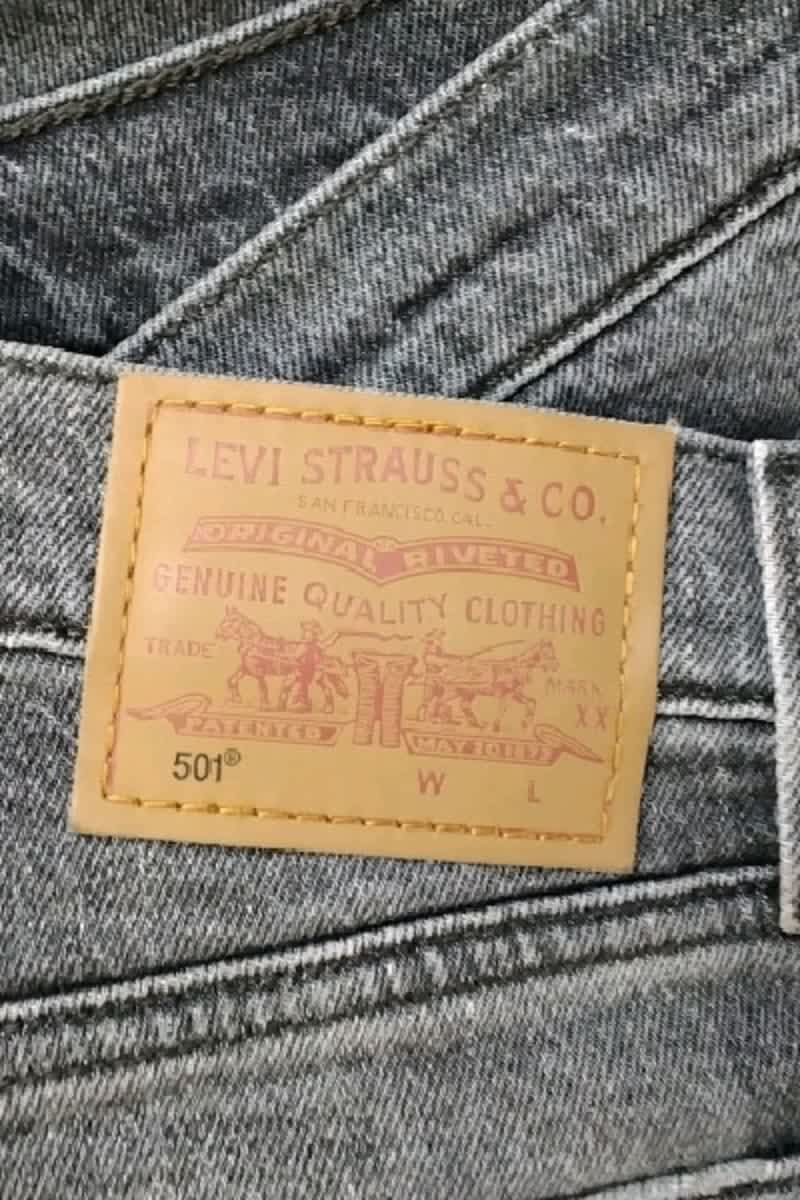 LEVI STRAUSS & CO.
SAN FRANCISCO, CAL.
ORIGINAL RIVETED
GENUINE QUALITY CLOTHING
TRADE MARK
XX
PATENTED MAY 20 1873
501®
W L